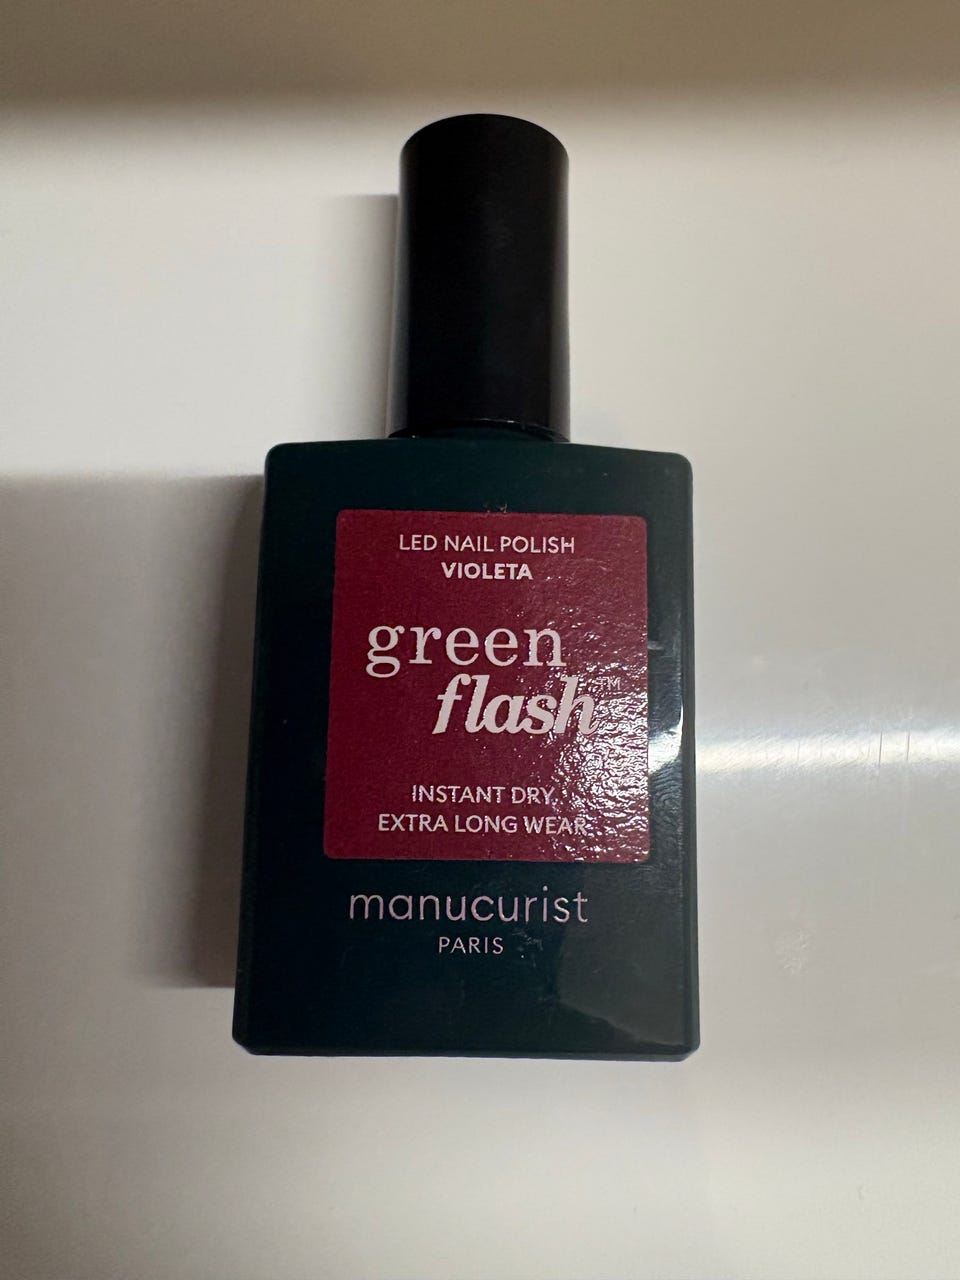 LED NAIL POLISH
VIOLETA
green
flash™
INSTANT DRY
EXTRA LONG WEAR
manucurist
PARIS